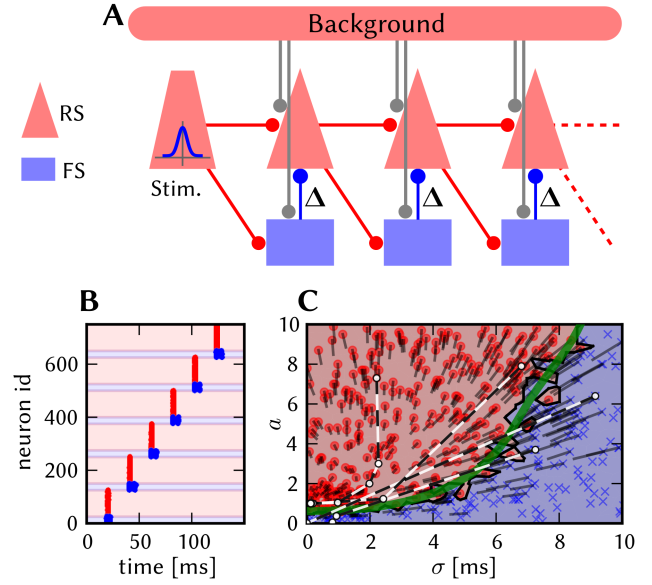 A
Background
RS
FS
Stim.
Δ Δ Δ
B
neuron id
600
400
200
0
0 50 100
time [ms]
C
a
10
8
6
4
2
0
0 2 4 6 8 10
σ [ms]